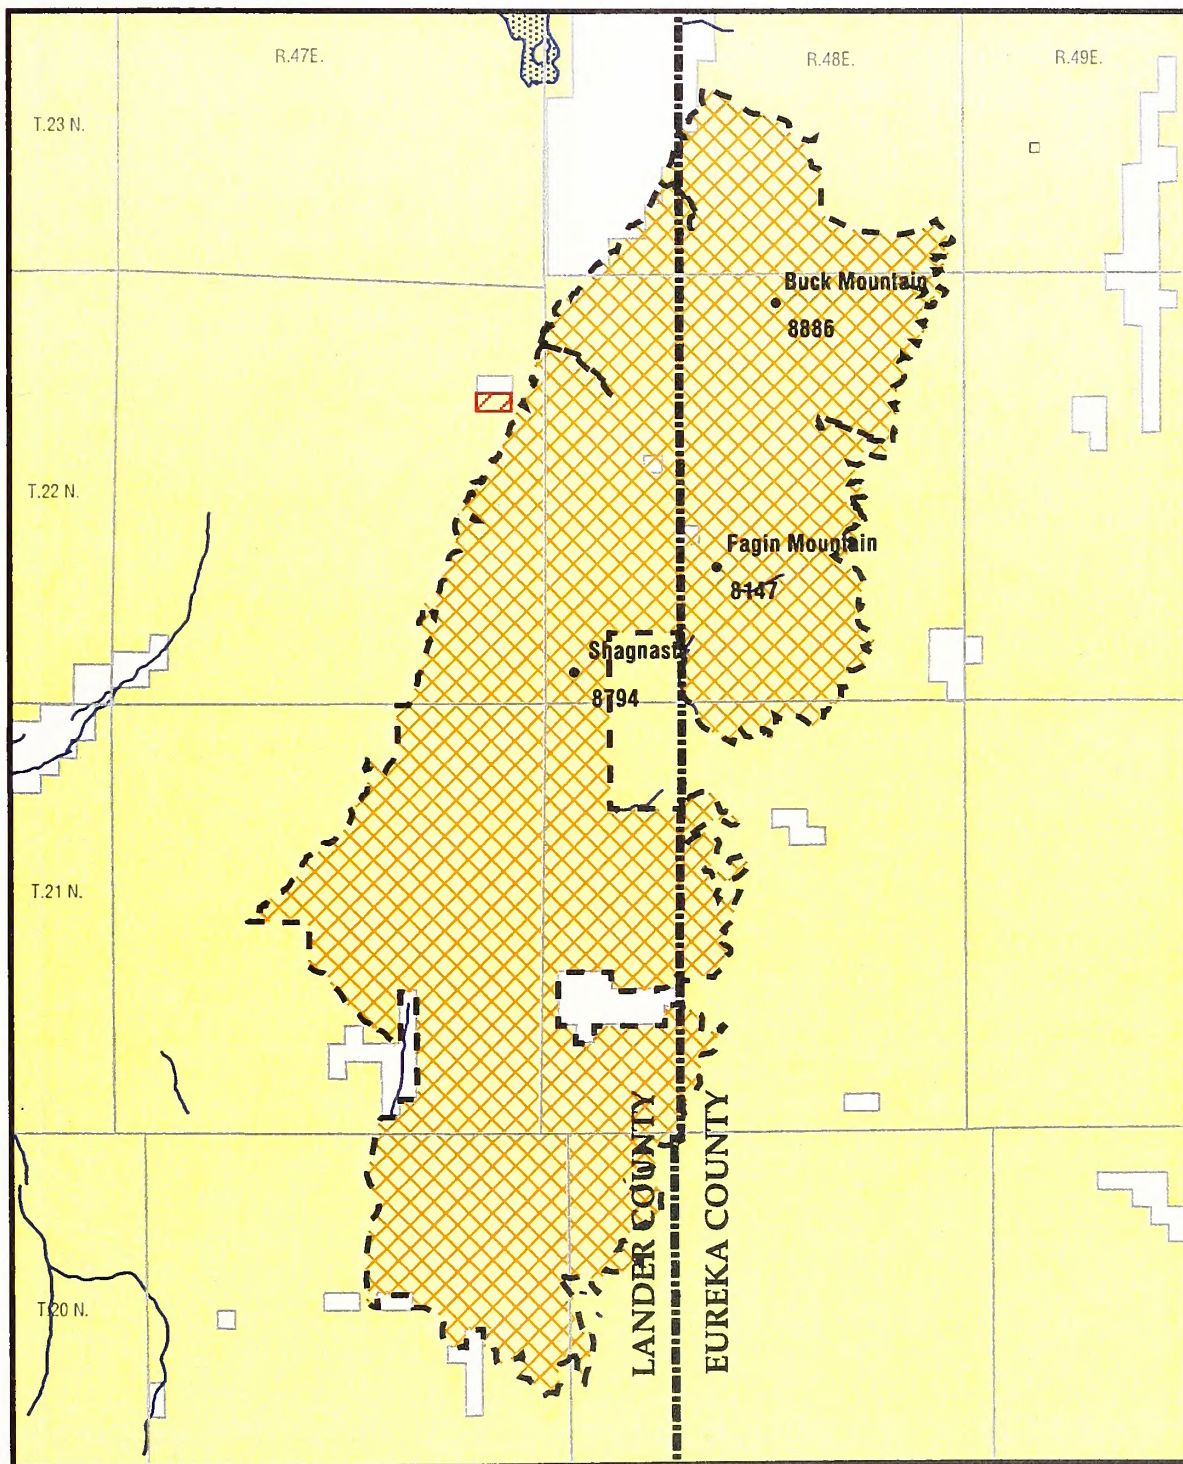 R.47E.
R.48E.
R.49E.
T.23 N.
Buck Mountain
8886
T.22 N.
Fagin Mountain
8147
Shagnasty
8794
T.21 N.
LANDER COUNTY
EUREKA COUNTY
T.20 N.